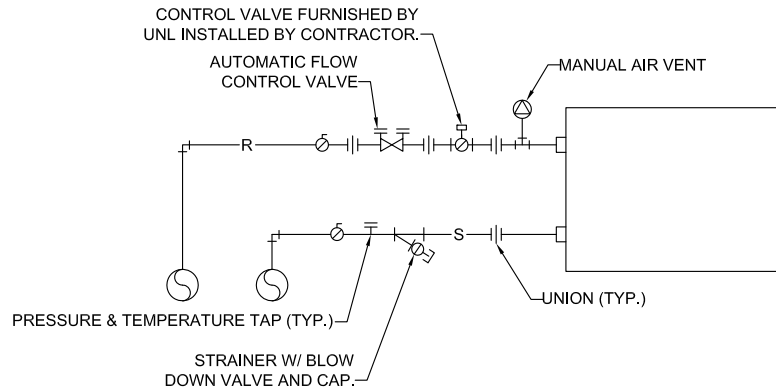 CONTROL VALVE FURNISHED BY
UNL INSTALLED BY CONTRACTOR.
AUTOMATIC FLOW
CONTROL VALVE
MANUAL AIR VENT
R
S
UNION (TYP.)
PRESSURE & TEMPERATURE TAP (TYP.)
STRAINER W/ BLOW
DOWN VALVE AND CAP.